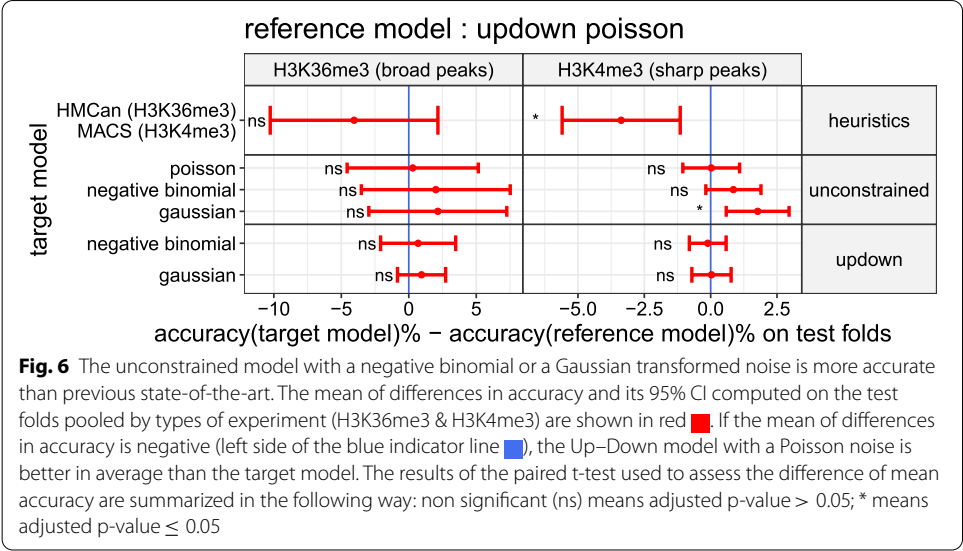 reference model : updown poisson
H3K36me3 (broad peaks) H3K4me3 (sharp peaks)
target model
HMCan (H3K36me3)
MACS (H3K4me3)
ns * heuristics
poisson ns ns
negative binomial ns ns unconstrained
gaussian ns *
negative binomial ns ns
updown
gaussian ns ns
−10 −5 0 5 −5.0 −2.5 0.0 2.5
accuracy(target model)% − accuracy(reference model)% on test folds
Fig. 6 The unconstrained model with a negative binomial or a Gaussian transformed noise is more accurate
than previous state-of-the-art. The mean of differences in accuracy and its 95% CI computed on the test
folds pooled by types of experiment (H3K36me3 & H3K4me3) are shown in red . If the mean of differences
in accuracy is negative (left side of the blue indicator line ), the Up–Down model with a Poisson noise is
better in average than the target model. The results of the paired t-test used to assess the difference of mean
accuracy are summarized in the following way: non significant (ns) means adjusted p-value > 0.05; * means
adjusted p-value ≤ 0.05